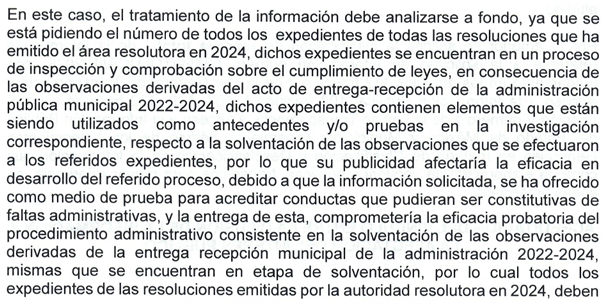 En este caso, el tratamiento de la información debe analizarse a fondo, ya que se
está pidiendo el número de todos los expedientes de todas las resoluciones que ha
emitido el área resolutora en 2024, dichos expedientes se encuentran en un proceso
de inspección y comprobación sobre el cumplimiento de leyes, en consecuencia de
las observaciones derivadas del acto de entrega-recepción de la administración
pública municipal 2022-2024, dichos expedientes contienen elementos que están
siendo utilizados como antecedentes y/o pruebas en la investigación
correspondiente, respecto a la solventación de las observaciones que se efectuaron
a los referidos expedientes, por lo que su publicidad afectaría la eficacia en
desarrollo del referido proceso, debido a que la información solicitada, se ha ofrecido
como medio de prueba para acreditar conductas que pudieran ser constitutivas de
faltas administrativas, y la entrega de esta, comprometería la eficacia probatoria del
procedimiento administrativo consistente en la solventación de las observaciones
derivadas de la entrega recepción municipal de la administración 2022-2024,
mismas que se encuentran en etapa de solventación, por lo cual todos los
expedientes de las resoluciones emitidas por la autoridad resolutora en 2024, deben